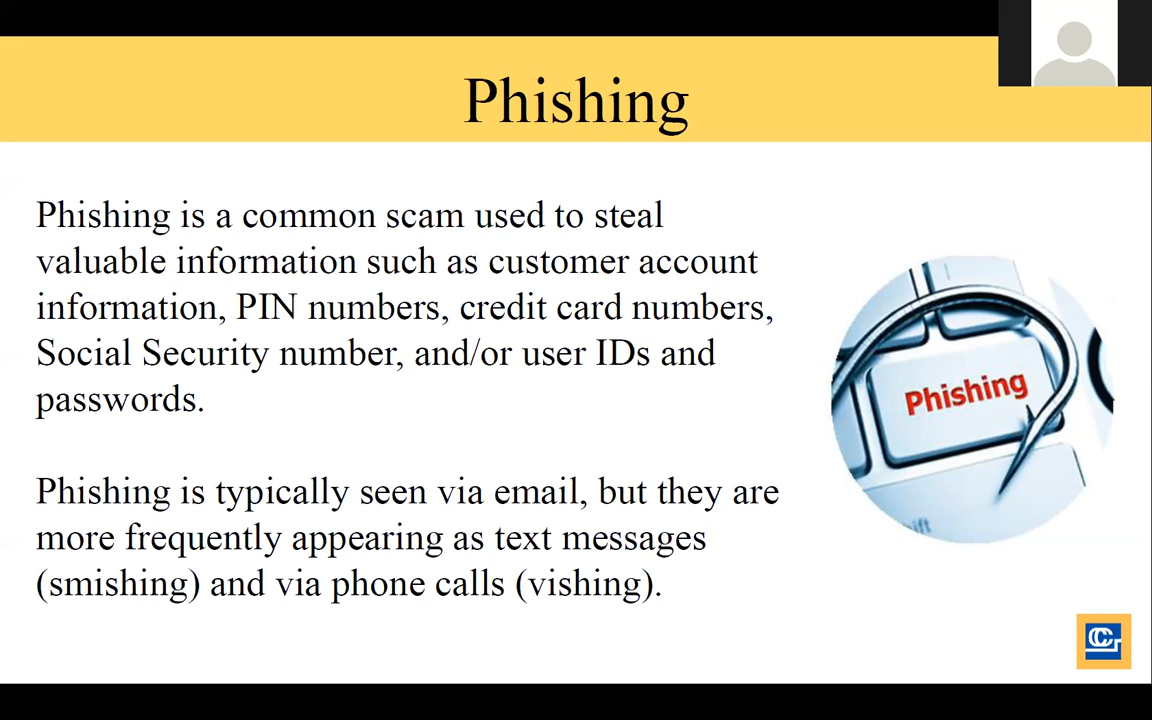 Phishing
Phishing is a common scam used to steal
valuable information such as customer account
information, PIN numbers, credit card numbers,
Social Security number, and/or user IDs and
passwords.
Phishing is typically seen via email, but they are
more frequently appearing as text messages
(smishing) and via phone calls (vishing).
Phishing